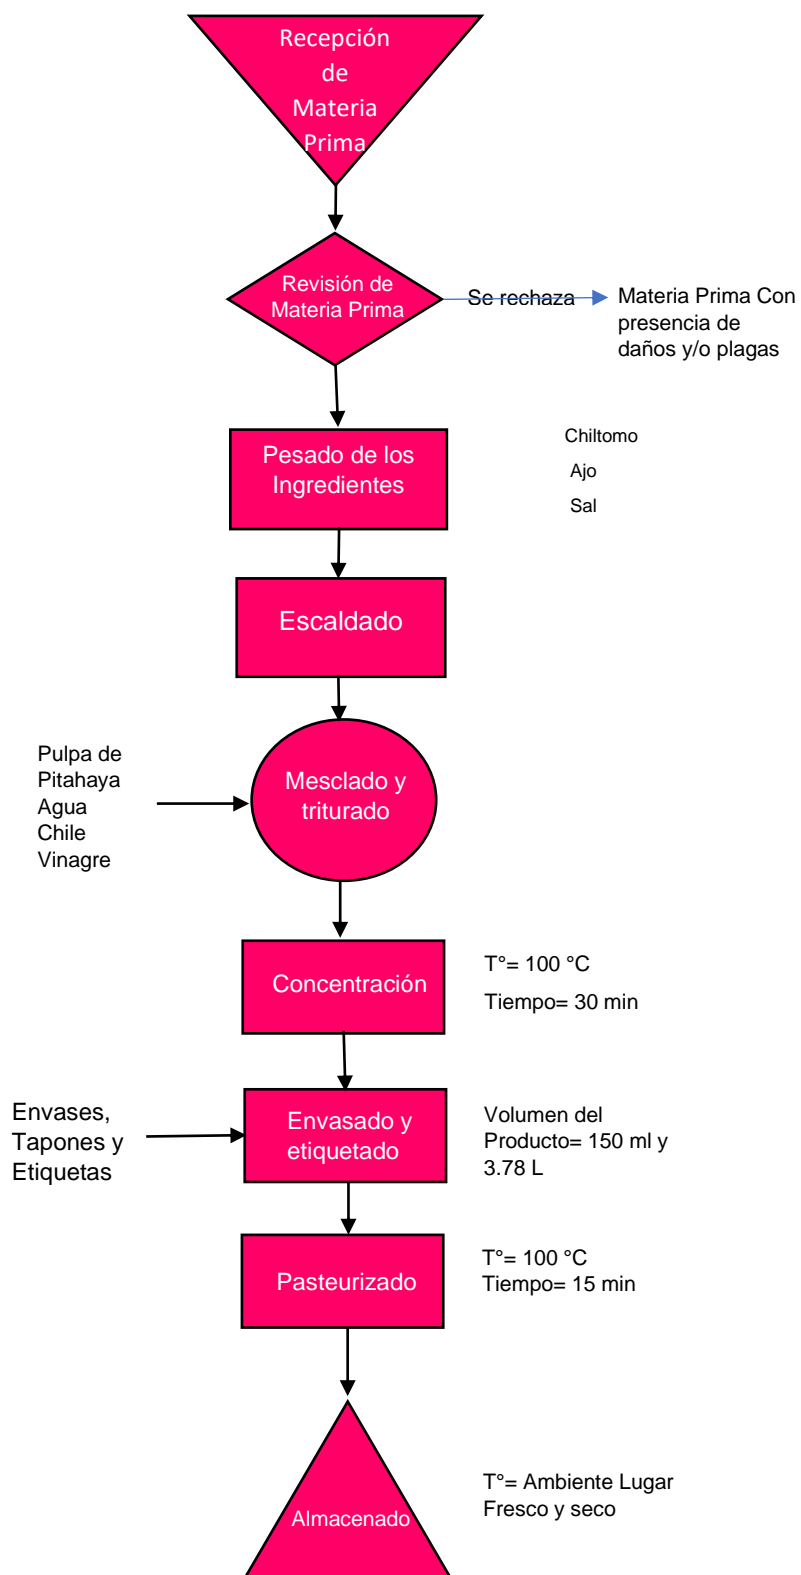 Recepción
de
Materia
Prima
Revisión de
Materia Prima
Se rechaza
Materia Prima Con
presencia de
daños y/o plagas
Pesado de los
Ingredientes
Chiltomo
Ajo
Sal
Escaldado
Pulpa de
Pitahaya
Agua
Chile
Vinagre
Mesclado y
triturado
Concentración
T°= 100 °C
Tiempo= 30 min
Envases,
Tapones y
Etiquetas
Envasado y
etiquetado
Volumen del
Producto= 150 ml y
3.78 L
Pasteurizado
T°= 100 °C
Tiempo= 15 min
Almacenado
T°= Ambiente Lugar
Fresco y seco